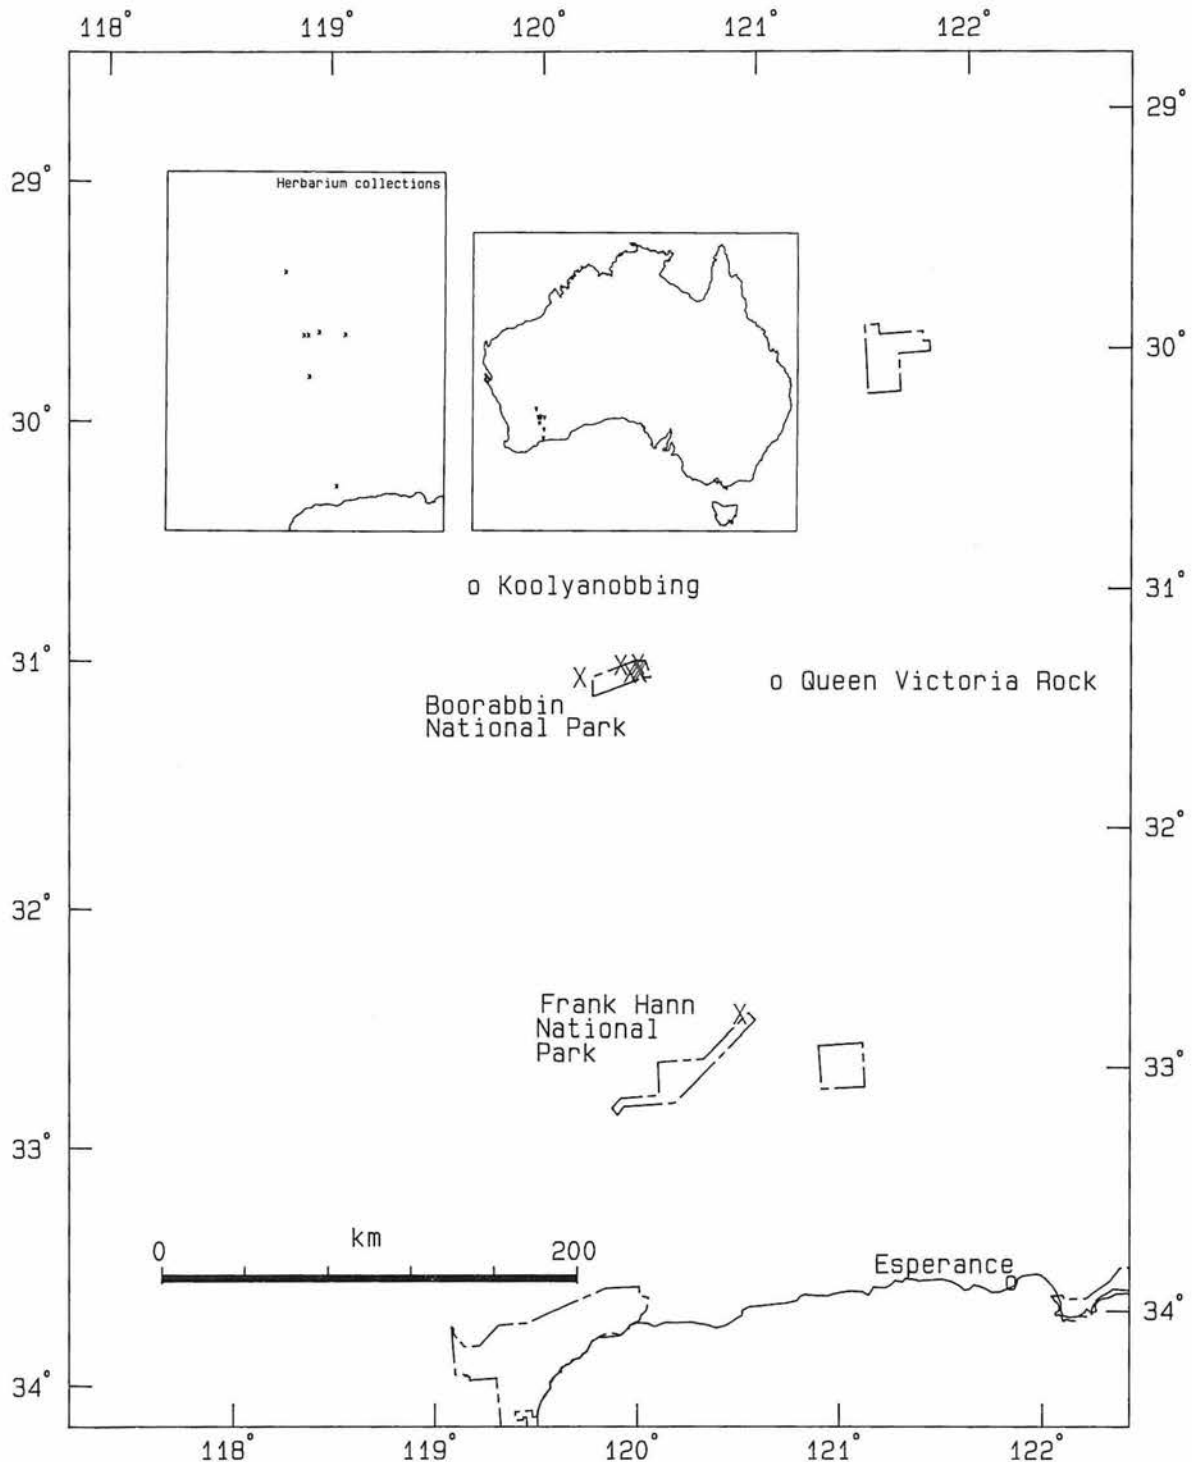 118° 119° 120° 121° 122°
29°
29°
Herbarium collections
30°
30°
o Koolyanobbing
31°
31°
o Queen Victoria Rock
Boorabbin
National Park
32°
32°
Frank Hann
National
Park
33°
33°
km
0 200
Esperance
34°
34°
118° 119° 120° 121° 122°